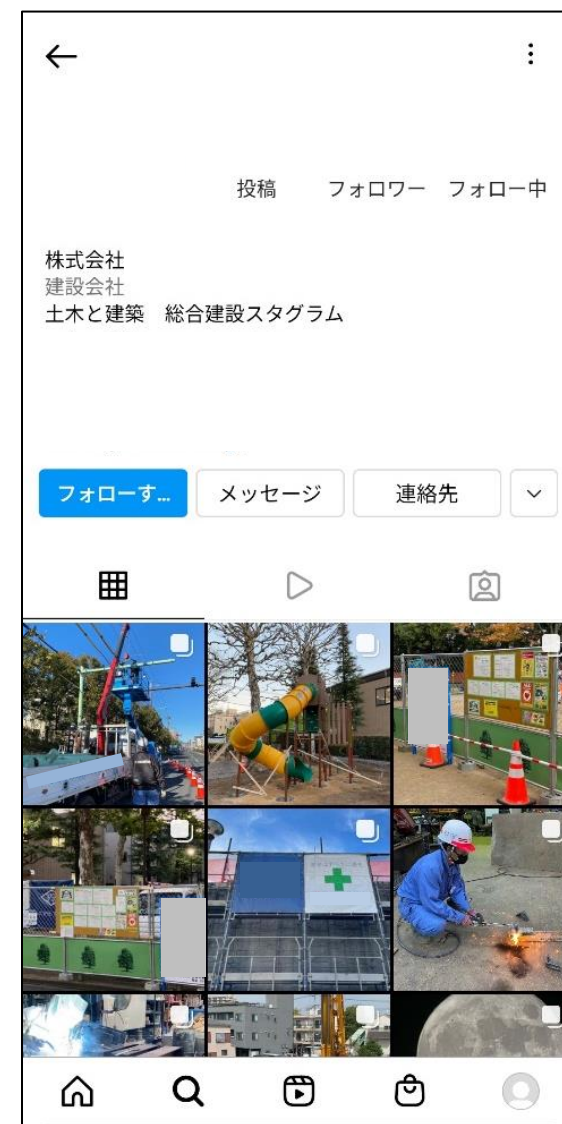 投稿 フォロワー フォロー中
株式会社
建設会社
土木と建築　総合建設スタグラム
フォローす... メッセージ 連絡先